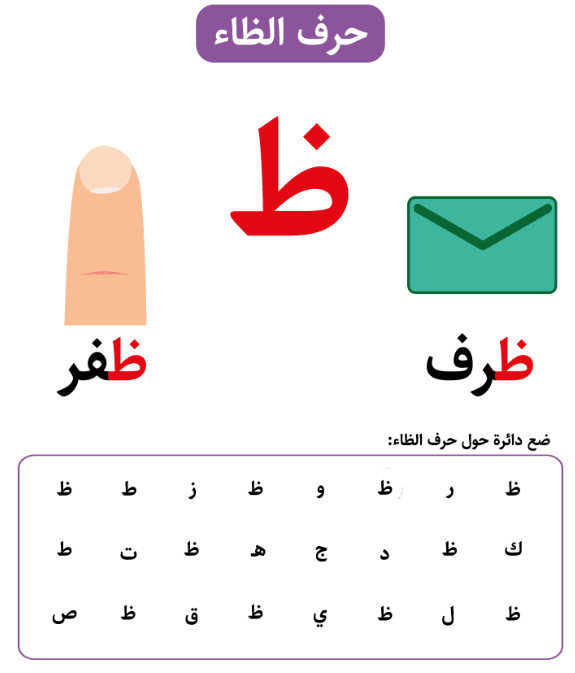 حرف الظاء
ظ
ظرف
ظفر
ضع دائرة حول حرف الظاء:
ظ ر ظ و ظ ز ط ظ
ك ظ د ج ه ظ ت ط
ظ ل ظ ي ظ ق ظ ص